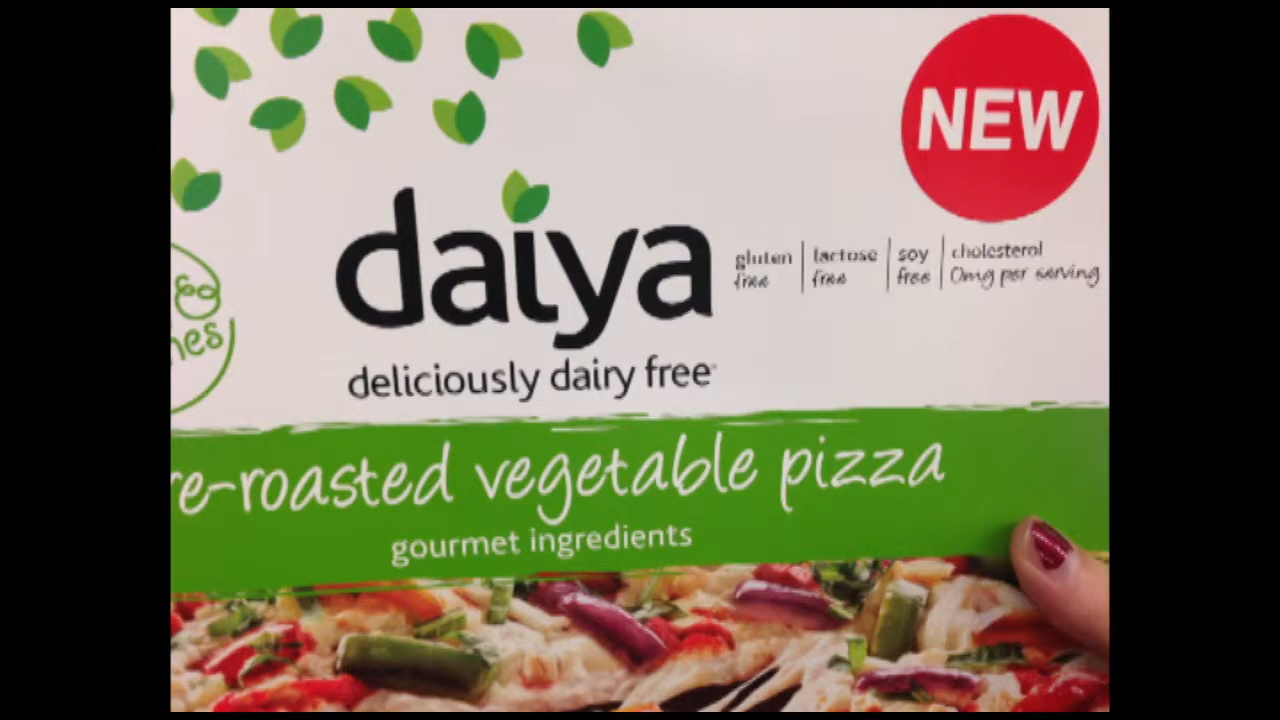 NEW
daiya
gluten free
lactose free
soy free
cholesterol 0mg per serving
&
deliciously dairy free
re-roasted vegetable pizza
gourmet ingredients